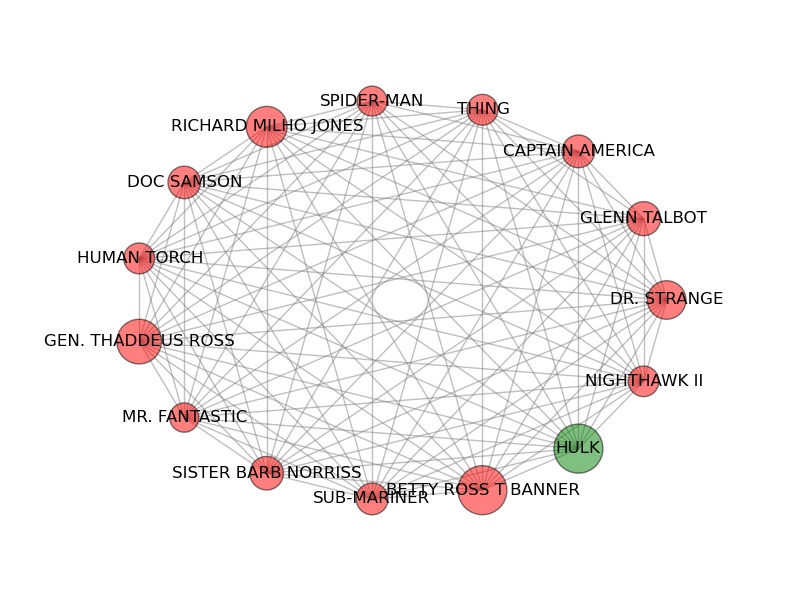 SPIDER-MAN
THING
RICHARD MILHO JONES
CAPTAIN AMERICA
DOC SAMSON
GLENN TALBOT
HUMAN TORCH
DR. STRANGE
GEN. THADDEUS ROSS
NIGHTHAWK II
MR. FANTASTIC
HULK
SISTER BARB NORRISS
BETTY ROSS T BANNER
SUB-MARINER